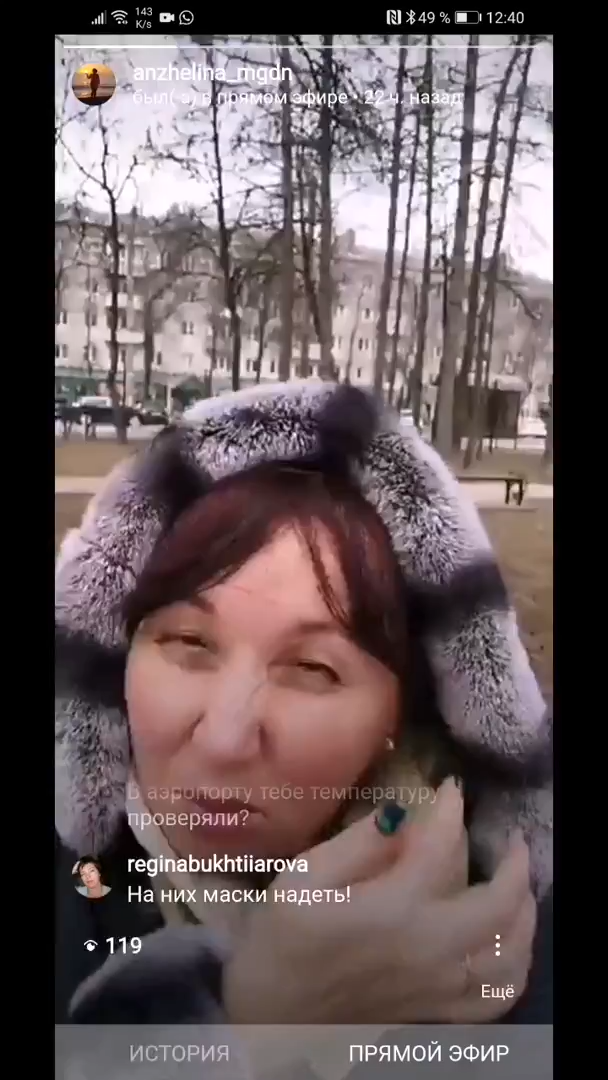 143
K/s
49 % 12:40
anzhelina_mgdn
был(-а) в прямом эфире • 22 ч. назад
В аэропорту тебе температуру
проверяли?
reginabukhtiiarova
На них маски надеть!
119
Ещё
ИСТОРИЯ ПРЯМОЙ ЭФИР